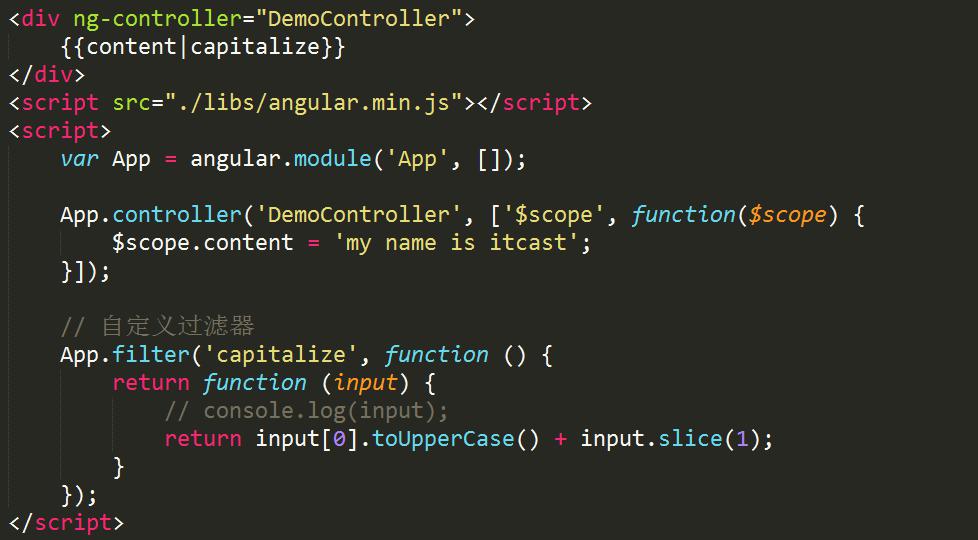 <div ng-controller="DemoController">
    {{content|capitalize}}
</div>
<script src="./libs/angular.min.js"></script>
<script>
    var App = angular.module('App', []);

    App.controller('DemoController', ['$scope', function($scope) {
        $scope.content = 'my name is itcast';
    }]);

    // 自定义过滤器
    App.filter('capitalize', function () {
        return function (input) {
            // console.log(input);
            return input[0].toUpperCase() + input.slice(1);
        }
    });
</script>